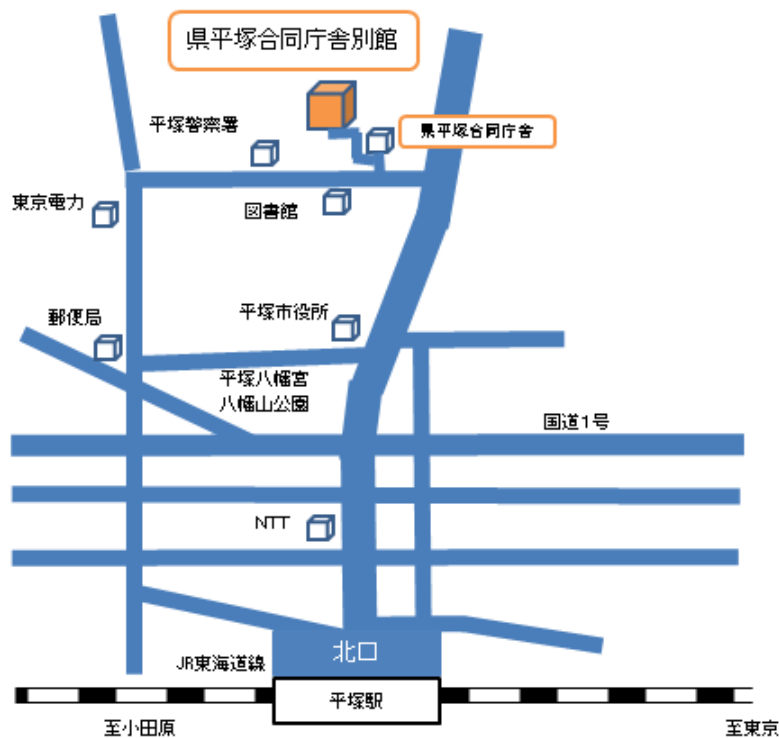 県平塚合同庁舎別館
平塚警察署
県平塚合同庁舎
東京電力
図書館
郵便局
平塚市役所
平塚八幡宮
八幡山公園
国道1号
NTT
北口
JR東海道線
平塚駅
至小田原
至東京